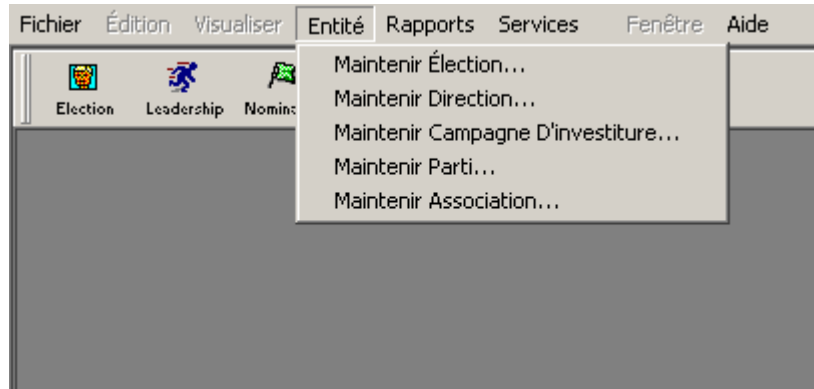 Fichier Édition Visualiser Entité Rapports Services Fenêtre Aide
Maintenir Élection...
Maintenir Direction...
Maintenir Campagne D'investiture...
Maintenir Parti...
Maintenir Association...
Election Leadership